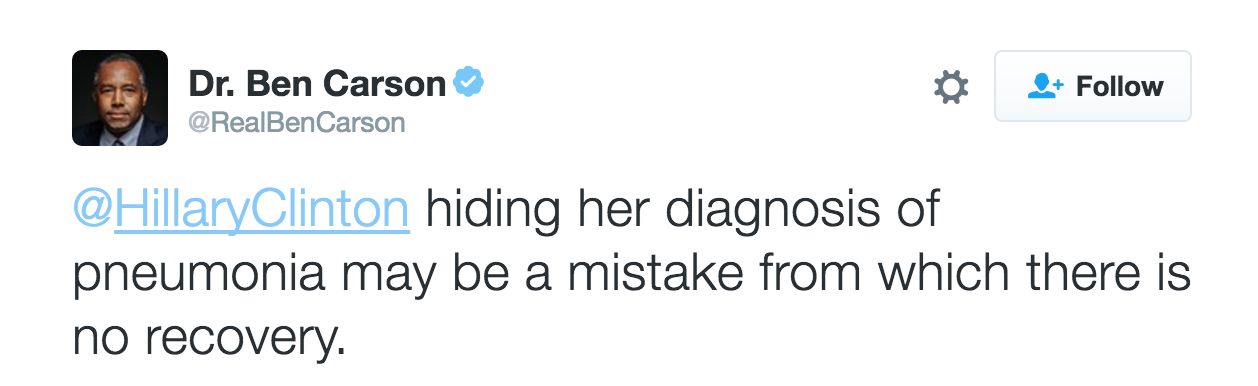 Dr. Ben Carson
@RealBenCarson
Follow
@HillaryClinton hiding her diagnosis of
pneumonia may be a mistake from which there is
no recovery.